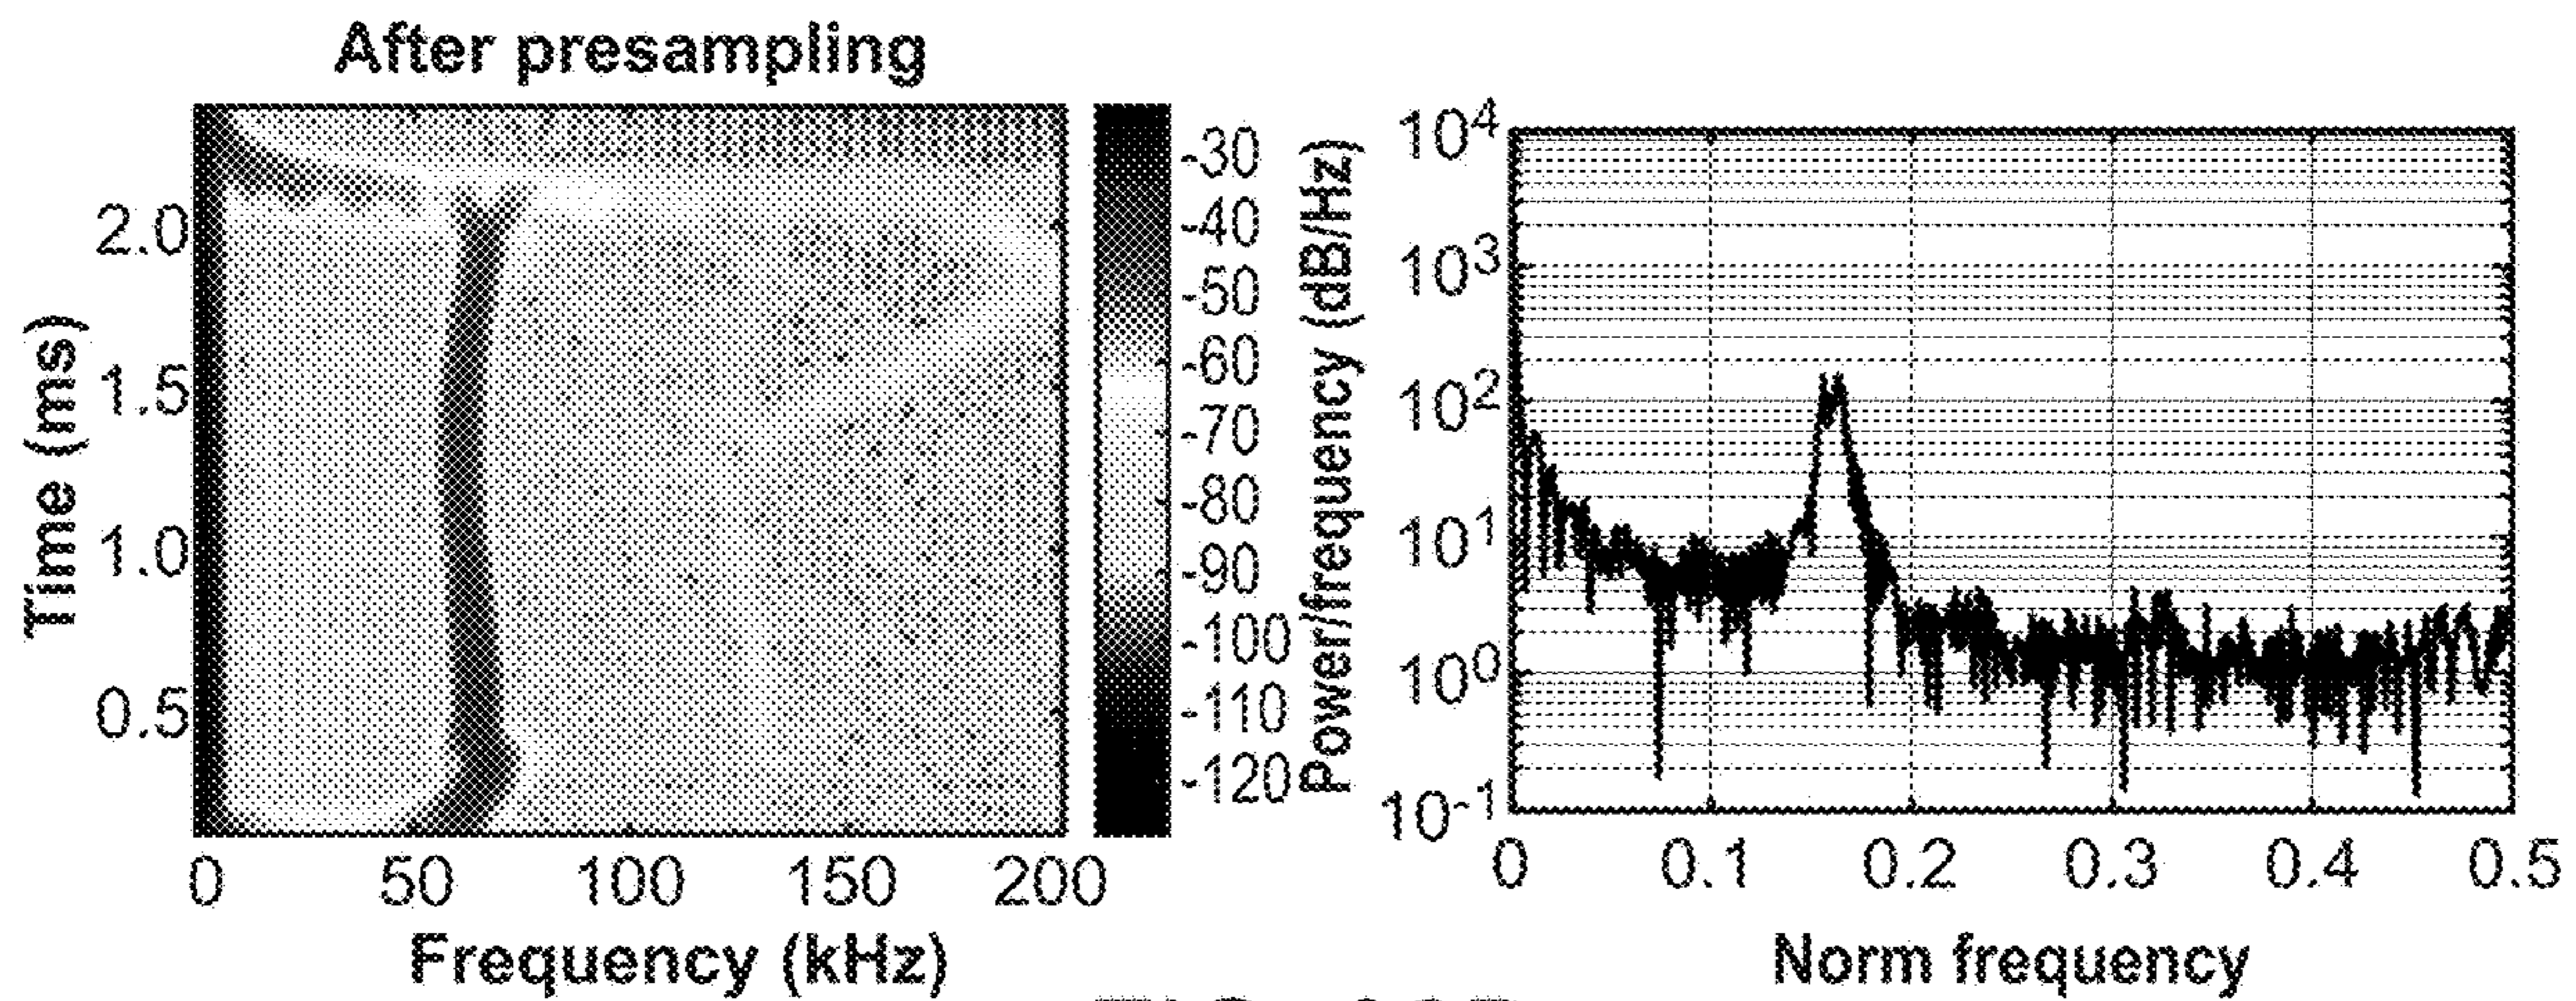 After presampling
Time (ms)
2.0
1.5
1.0
0.5
0 50 100 150 200
Frequency (kHz)
-30
-40
-50
-60
-70
-80
-90
-100
-110
-120
Power/frequency (dB/Hz)
10^4
10^3
10^2
10^1
10^0
10^-1
0 0.1 0.2 0.3 0.4 0.5
Norm frequency